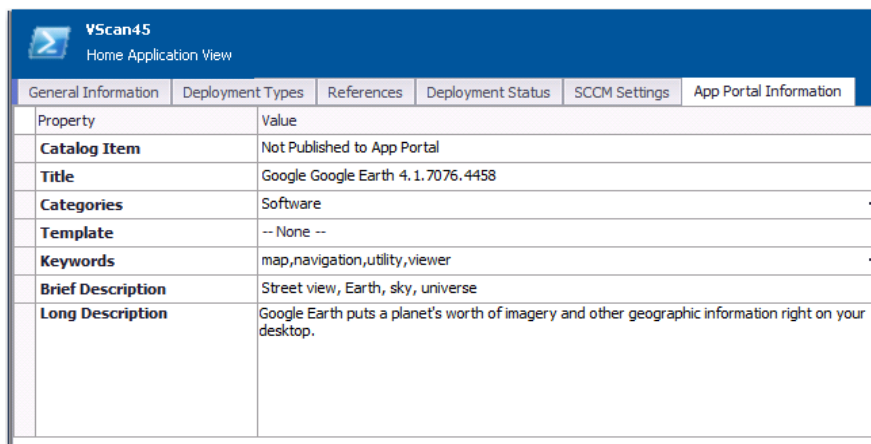 VScan45
Home Application View
General Information Deployment Types References Deployment Status SCCM Settings App Portal Information
Property Value
Catalog Item Not Published to App Portal
Title Google Google Earth 4.1.7076.4458
Categories Software
Template -- None --
Keywords map,navigation,utility,viewer
Brief Description Street view, Earth, sky, universe
Long Description Google Earth puts a planet's worth of imagery and other geographic information right on your
desktop.